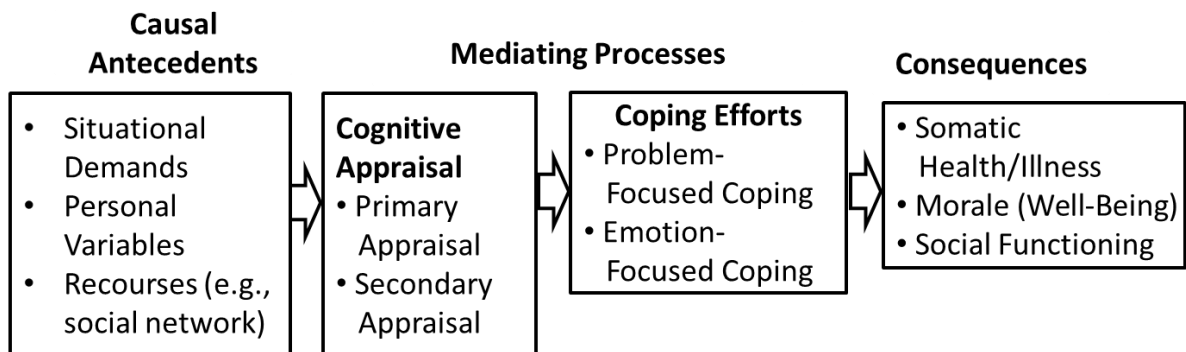 Causal
Antecedents
Mediating Processes
Consequences
• Situational
Demands
• Personal
Variables
• Recourses (e.g.,
social network)
Cognitive
Appraisal
• Primary
Appraisal
• Secondary
Appraisal
Coping Efforts
• Problem-
Focused Coping
• Emotion-
Focused Coping
• Somatic
Health/Illness
• Morale (Well-Being)
• Social Functioning